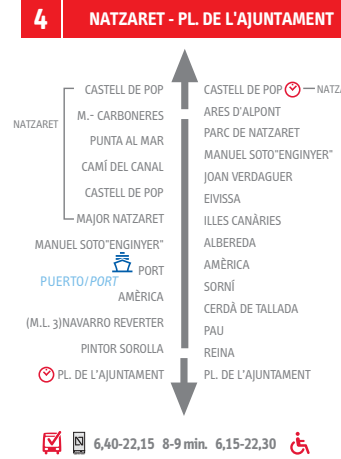 4 NATZARET - PL. DE L'AJUNTAMENT
NATZARET
CASTELL DE POP
M.- CARBONERES
PUNTA AL MAR
CAMÍ DEL CANAL
CASTELL DE POP
MAJOR NATZARET
MANUEL SOTO"ENGINYER"
PORT
PUERTO/PORT
AMÈRICA
(M.L. 3)NAVARRO REVERTER
PINTOR SOROLLA
PL. DE L'AJUNTAMENT
CASTELL DE POP
ARES D'ALPONT
PARC DE NATZARET
MANUEL SOTO"ENGINYER"
JOAN VERDAGUER
EIVISSA
ILLES CANÀRIES
ALBEREDA
AMÈRICA
SORNÍ
CERDÀ DE TALLADA
PAU
REINA
PL. DE L'AJUNTAMENT
6,40-22,15 8-9 min. 6,15-22,30